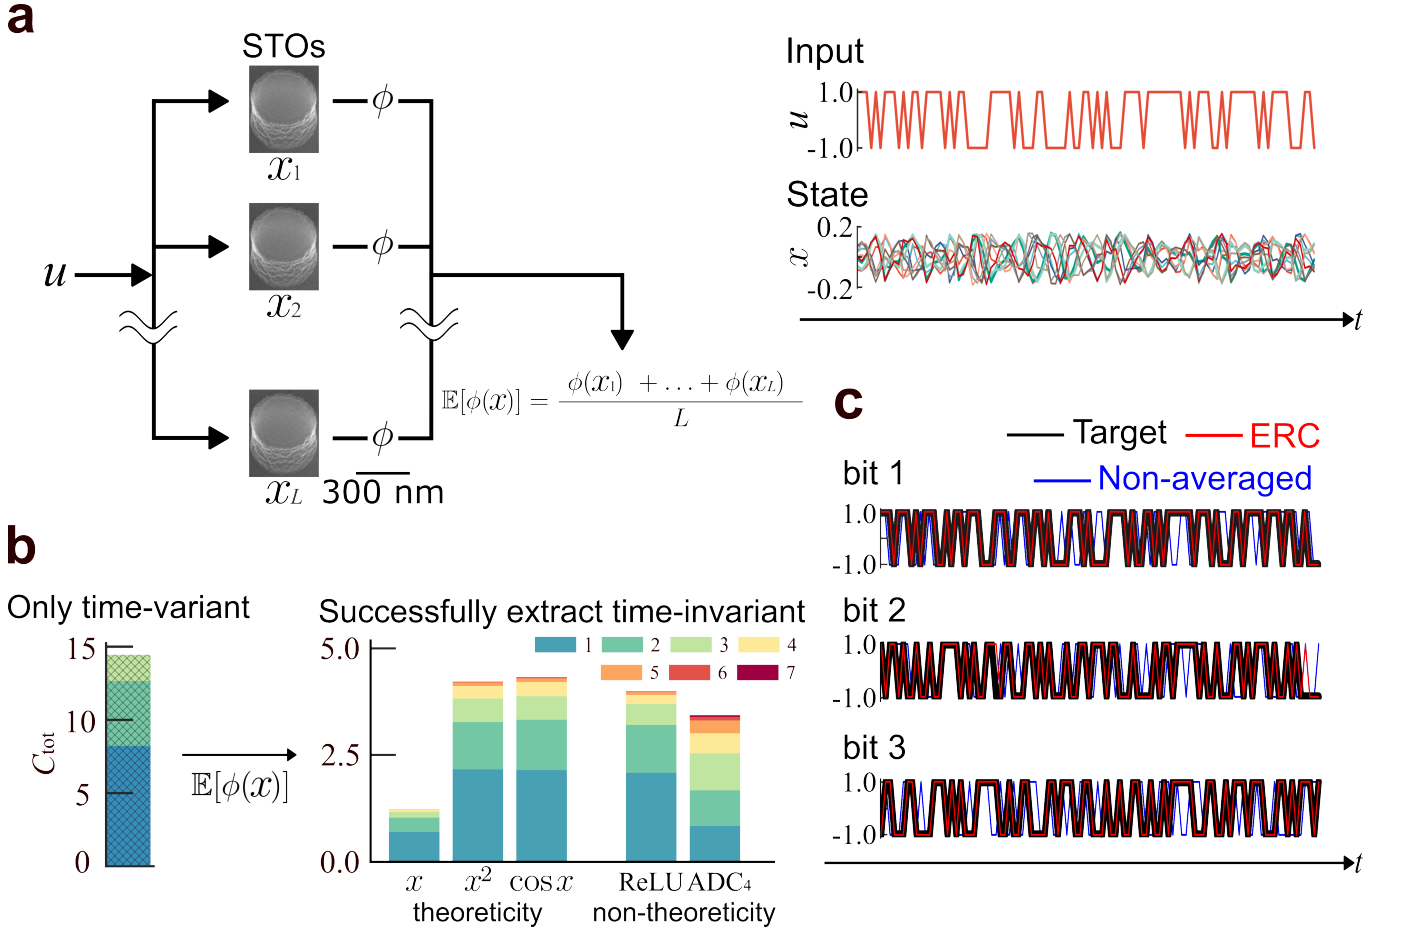 a
STOs
ϕ
x1
ϕ
u
x2
ϕ
xL
300 nm
𝔼[ϕ(x)] = ϕ(x1) + ... + ϕ(xL)
L
Input
1.0
u
-1.0
State
0.2
x
-0.2
t
b
Only time-variant
15
10
Ctot
5
0
𝔼[ϕ(x)]
Successfully extract time-invariant
5.0
1 2 3 4
5 6 7
2.5
0.0
x x² cos x ReLU ADC4
theoreticity non-theoreticity
c
Target ERC
Non-averaged
bit 1
1.0
-1.0
bit 2
1.0
-1.0
bit 3
1.0
-1.0
t